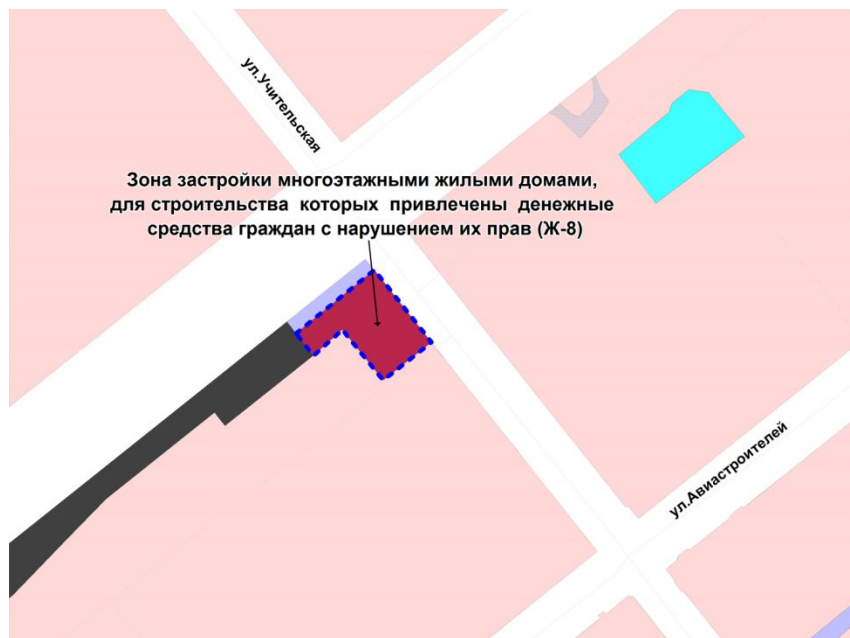 ул.Учительская
Зона застройки многоэтажными жилыми домами,
для строительства которых привлечены денежные
средства граждан с нарушением их прав (Ж-8)
ул.Авиастроителей